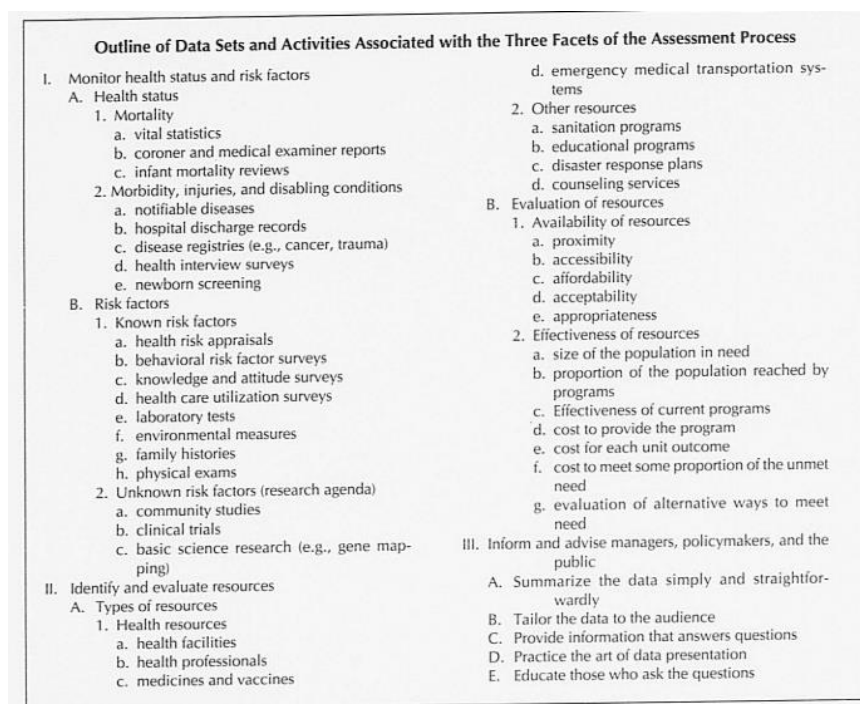 Outline of Data Sets and Activities Associated with the Three Facets of the Assessment Process
I. Monitor health status and risk factors
A. Health status
1. Mortality
a. vital statistics
b. coroner and medical examiner reports
c. infant mortality reviews
2. Morbidity, injuries, and disabling conditions
a. notifiable diseases
b. hospital discharge records
c. disease registries (e.g., cancer, trauma)
d. health interview surveys
e. newborn screening
B. Risk factors
1. Known risk factors
a. health risk appraisals
b. behavioral risk factor surveys
c. knowledge and attitude surveys
d. health care utilization surveys
e. laboratory tests
f. environmental measures
g. family histories
h. physical exams
2. Unknown risk factors (research agenda)
a. community studies
b. clinical trials
c. basic science research (e.g., gene map-
ping)
II. Identify and evaluate resources
A. Types of resources
1. Health resources
a. health facilities
b. health professionals
c. medicines and vaccines
d. emergency medical transportation sys-
tems
2. Other resources
a. sanitation programs
b. educational programs
c. disaster response plans
d. counseling services
B. Evaluation of resources
1. Availability of resources
a. proximity
b. accessibility
c. affordability
d. acceptability
e. appropriateness
2. Effectiveness of resources
a. size of the population in need
b. proportion of the population reached by
programs
c. Effectiveness of current programs
d. cost to provide the program
e. cost for each unit outcome
f. cost to meet some proportion of the unmet
need
g. evaluation of alternative ways to meet
need
III. Inform and advise managers, policymakers, and the
public
A. Summarize the data simply and straightfor-
wardly
B. Tailor the data to the audience
C. Provide information that answers questions
D. Practice the art of data presentation
E. Educate those who ask the questions